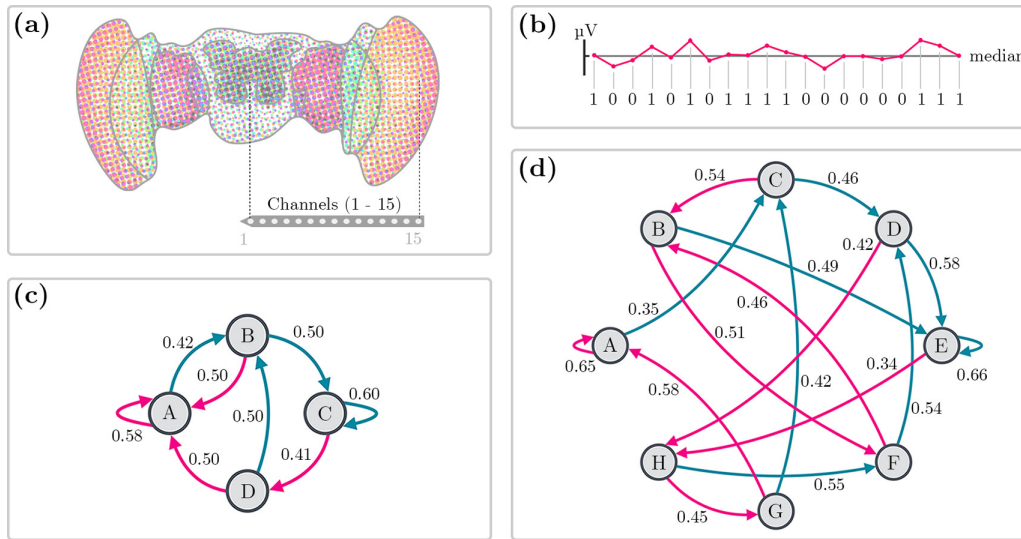 (a)
Channels (1 - 15)
1 15
(b)
μV
median
1 0 0 1 0 1 0 1 1 1 1 0 0 0 0 0 0 1 1 1
(c)
B
0.42
0.50
0.50
A
C
0.60
0.58
0.50
0.50
0.41
D
(d)
C
0.54
0.46
B
D
0.42
0.49
0.58
0.46
0.35
0.51
A
E
0.65
0.34
0.66
0.58
0.42
0.54
H
F
0.55
0.45
G